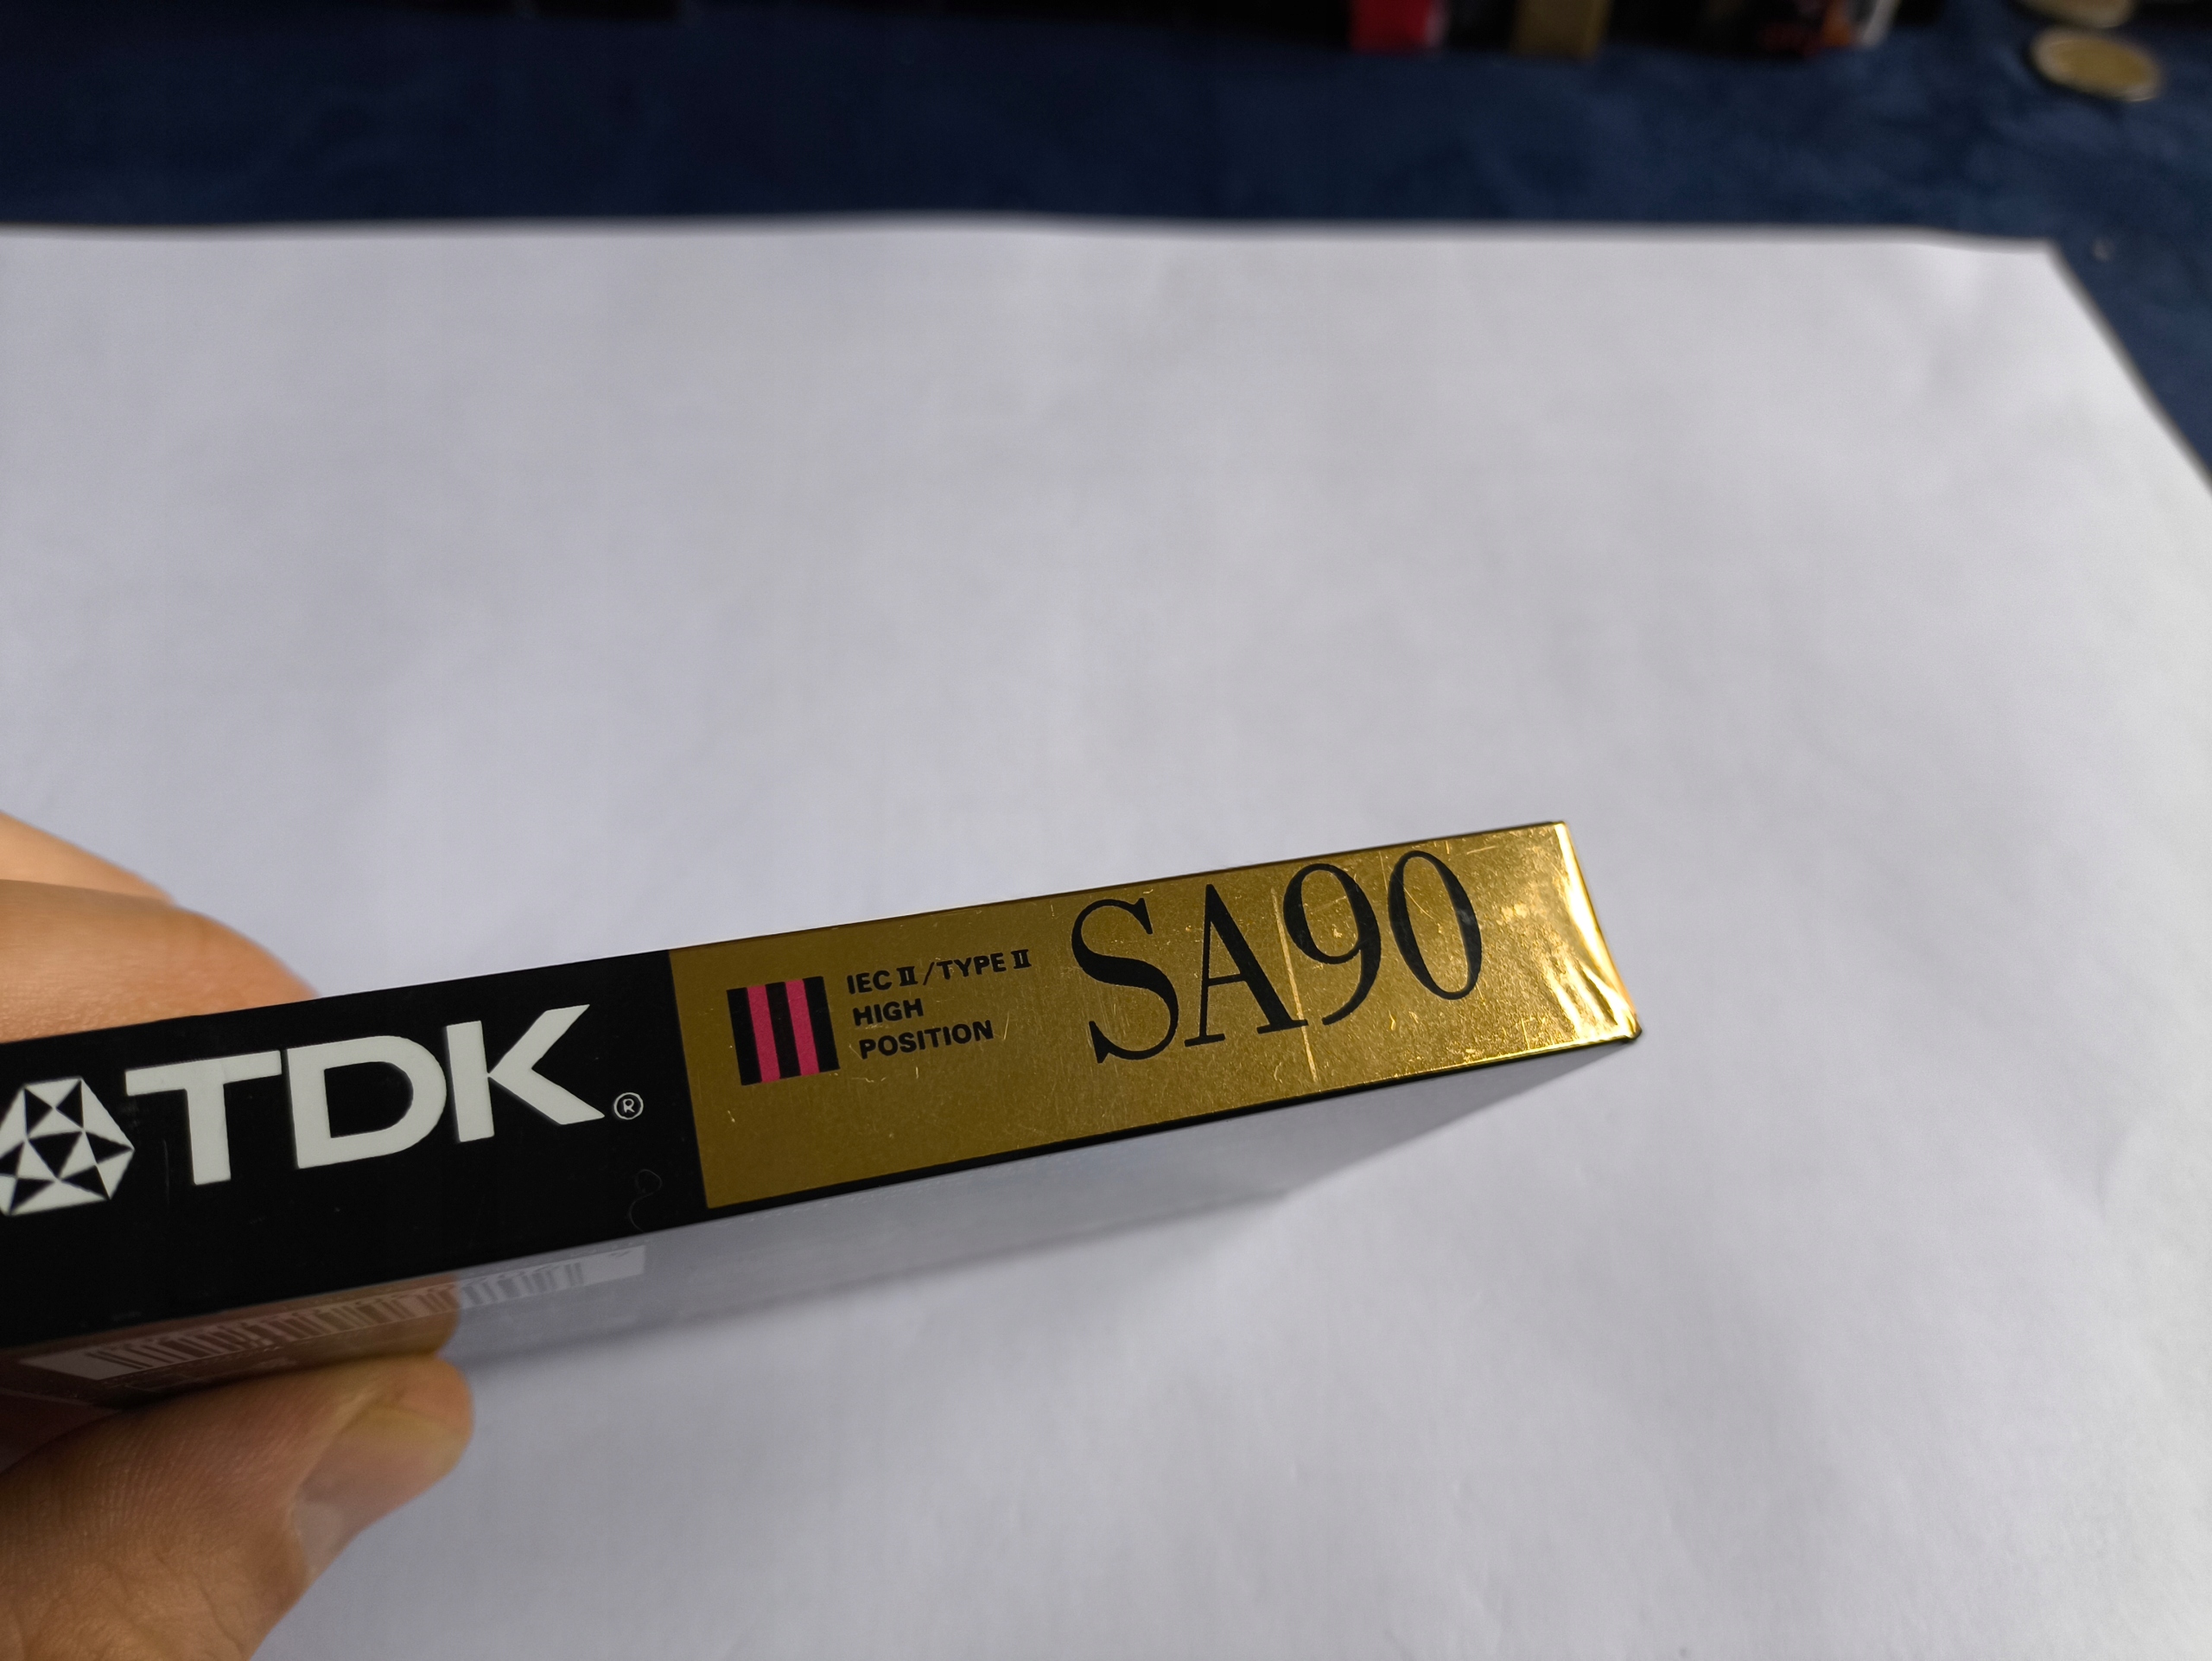 TDK®
IEC II/TYPE II
HIGH
POSITION
SA90